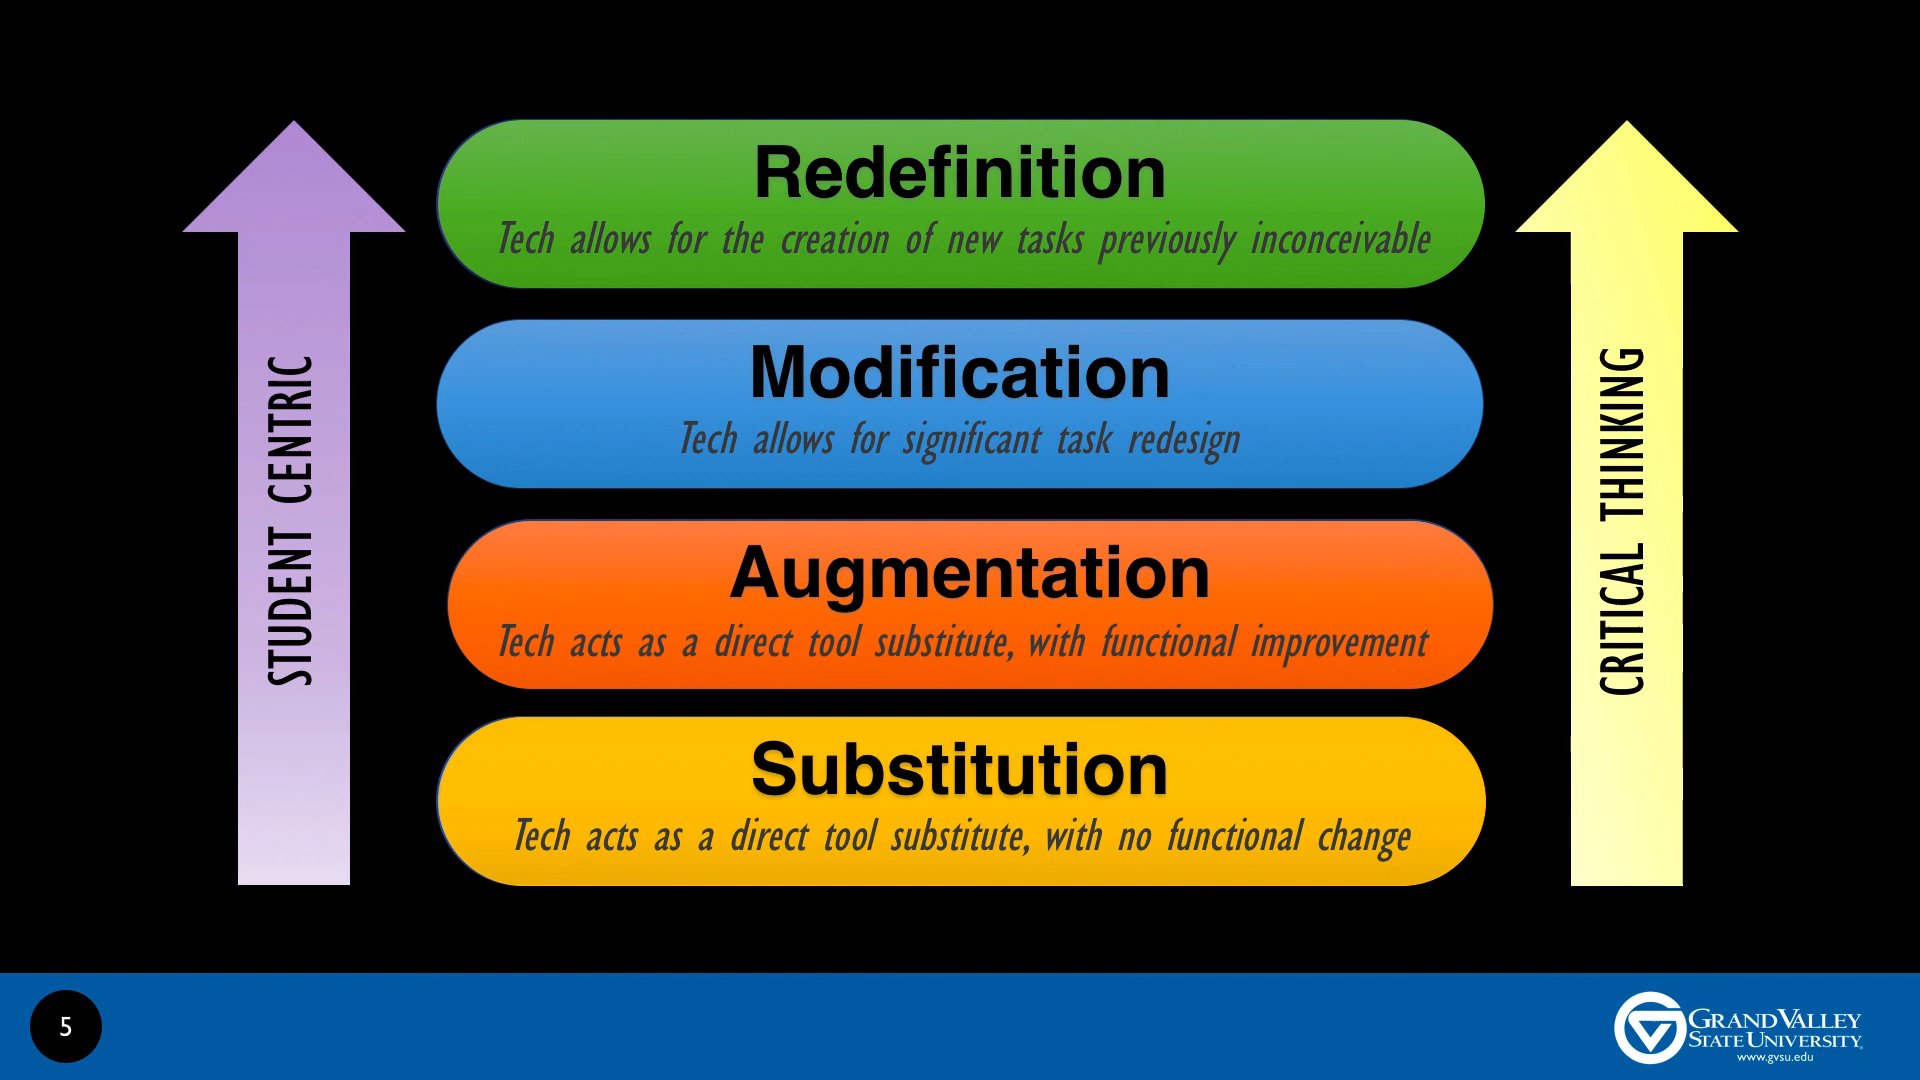 Redefinition
Tech allows for the creation of new tasks previously inconceivable
Modification
Tech allows for significant task redesign
Augmentation
Tech acts as a direct tool substitute, with functional improvement
Substitution
Tech acts as a direct tool substitute, with no functional change
STUDENT CENTRIC
CRITICAL THINKING
5
GRAND VALLEY
STATE UNIVERSITY
www.gvsu.edu